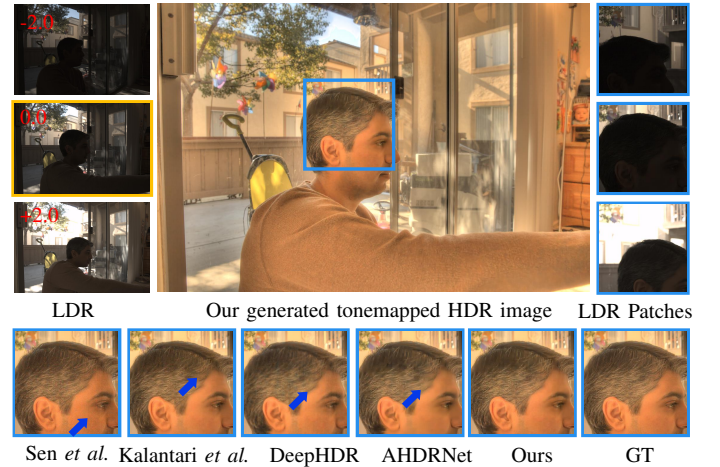 -2.0
0.0
+2.0
LDR
Our generated tonemapped HDR image
LDR Patches
Sen et al.
Kalantari et al.
DeepHDR
AHDRNet
Ours
GT